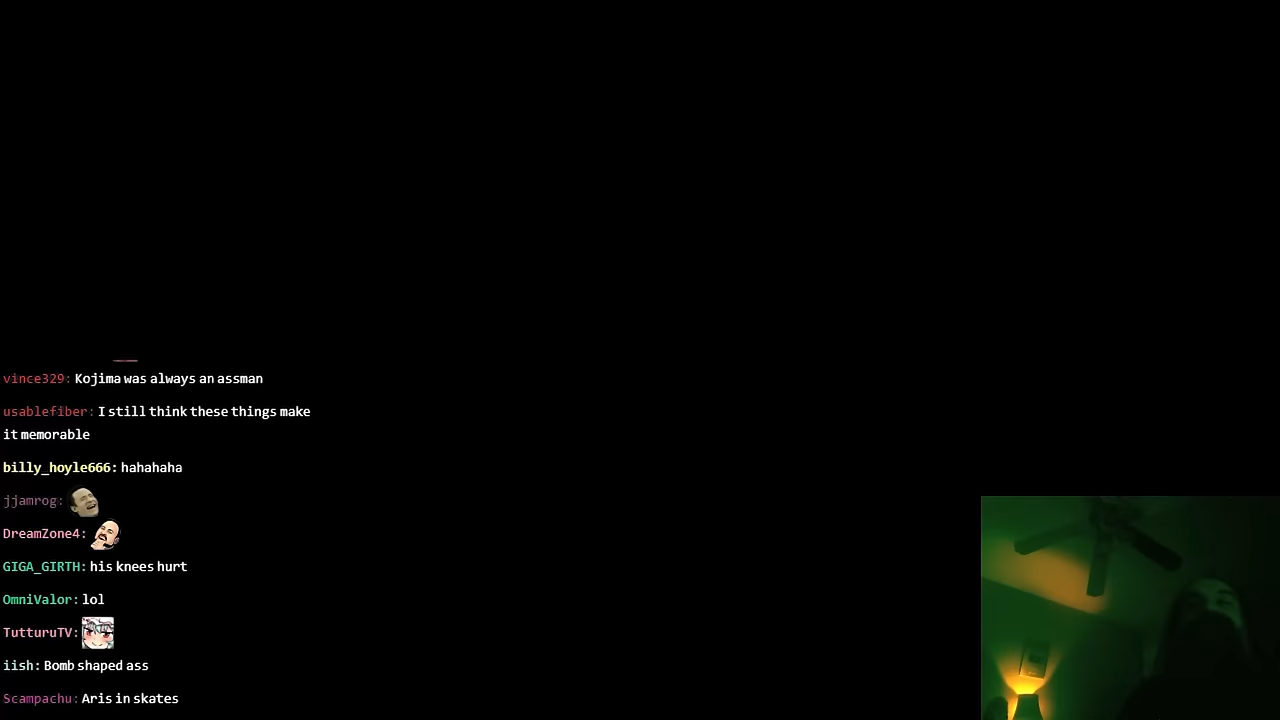 vince329: Kojima was always an assman
usablefiber: I still think these things make
it memorable
billy_hoyle666: hahahaha
jjamrog:
DreamZone4:
GIGA_GIRTH: his knees hurt
OmniValor: lol
TutturuTV:
iish: Bomb shaped ass
Scampachu: Aris in skates